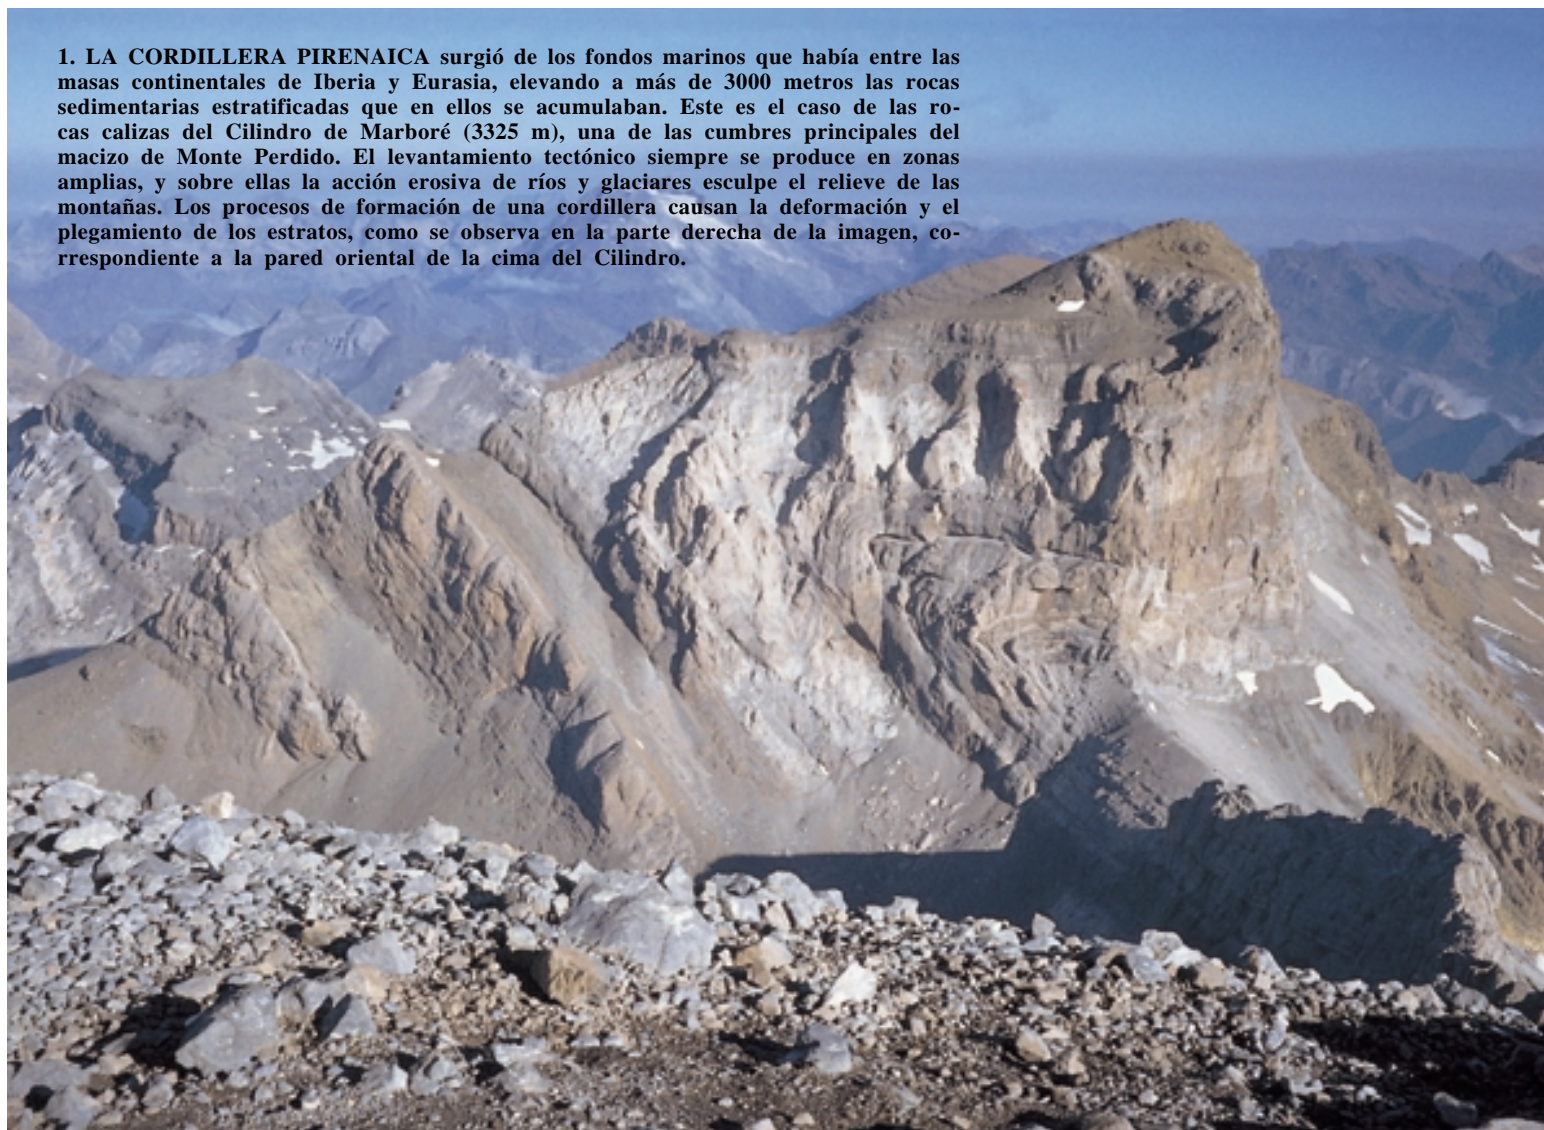 1. LA CORDILLERA PIRENAICA surgió de los fondos marinos que había entre las
masas continentales de Iberia y Eurasia, elevando a más de 3000 metros las rocas
sedimentarias estratificadas que en ellos se acumulaban. Este es el caso de las ro-
cas calizas del Cilindro de Marboré (3325 m), una de las cumbres principales del
macizo de Monte Perdido. El levantamiento tectónico siempre se produce en zonas
amplias, y sobre ellas la acción erosiva de ríos y glaciares esculpe el relieve de las
montañas. Los procesos de formación de una cordillera causan la deformación y el
plegamiento de los estratos, como se observa en la parte derecha de la imagen, co-
rrespondiente a la pared oriental de la cima del Cilindro.